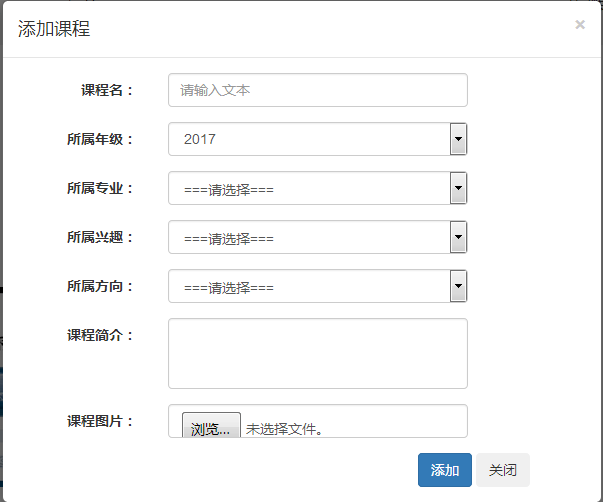 添加课程 ×
课程名： 请输入文本
所属年级： 2017
所属专业： ===请选择===
所属兴趣： ===请选择===
所属方向： ===请选择===
课程简介：
课程图片： 浏览... 未选择文件。
添加 关闭